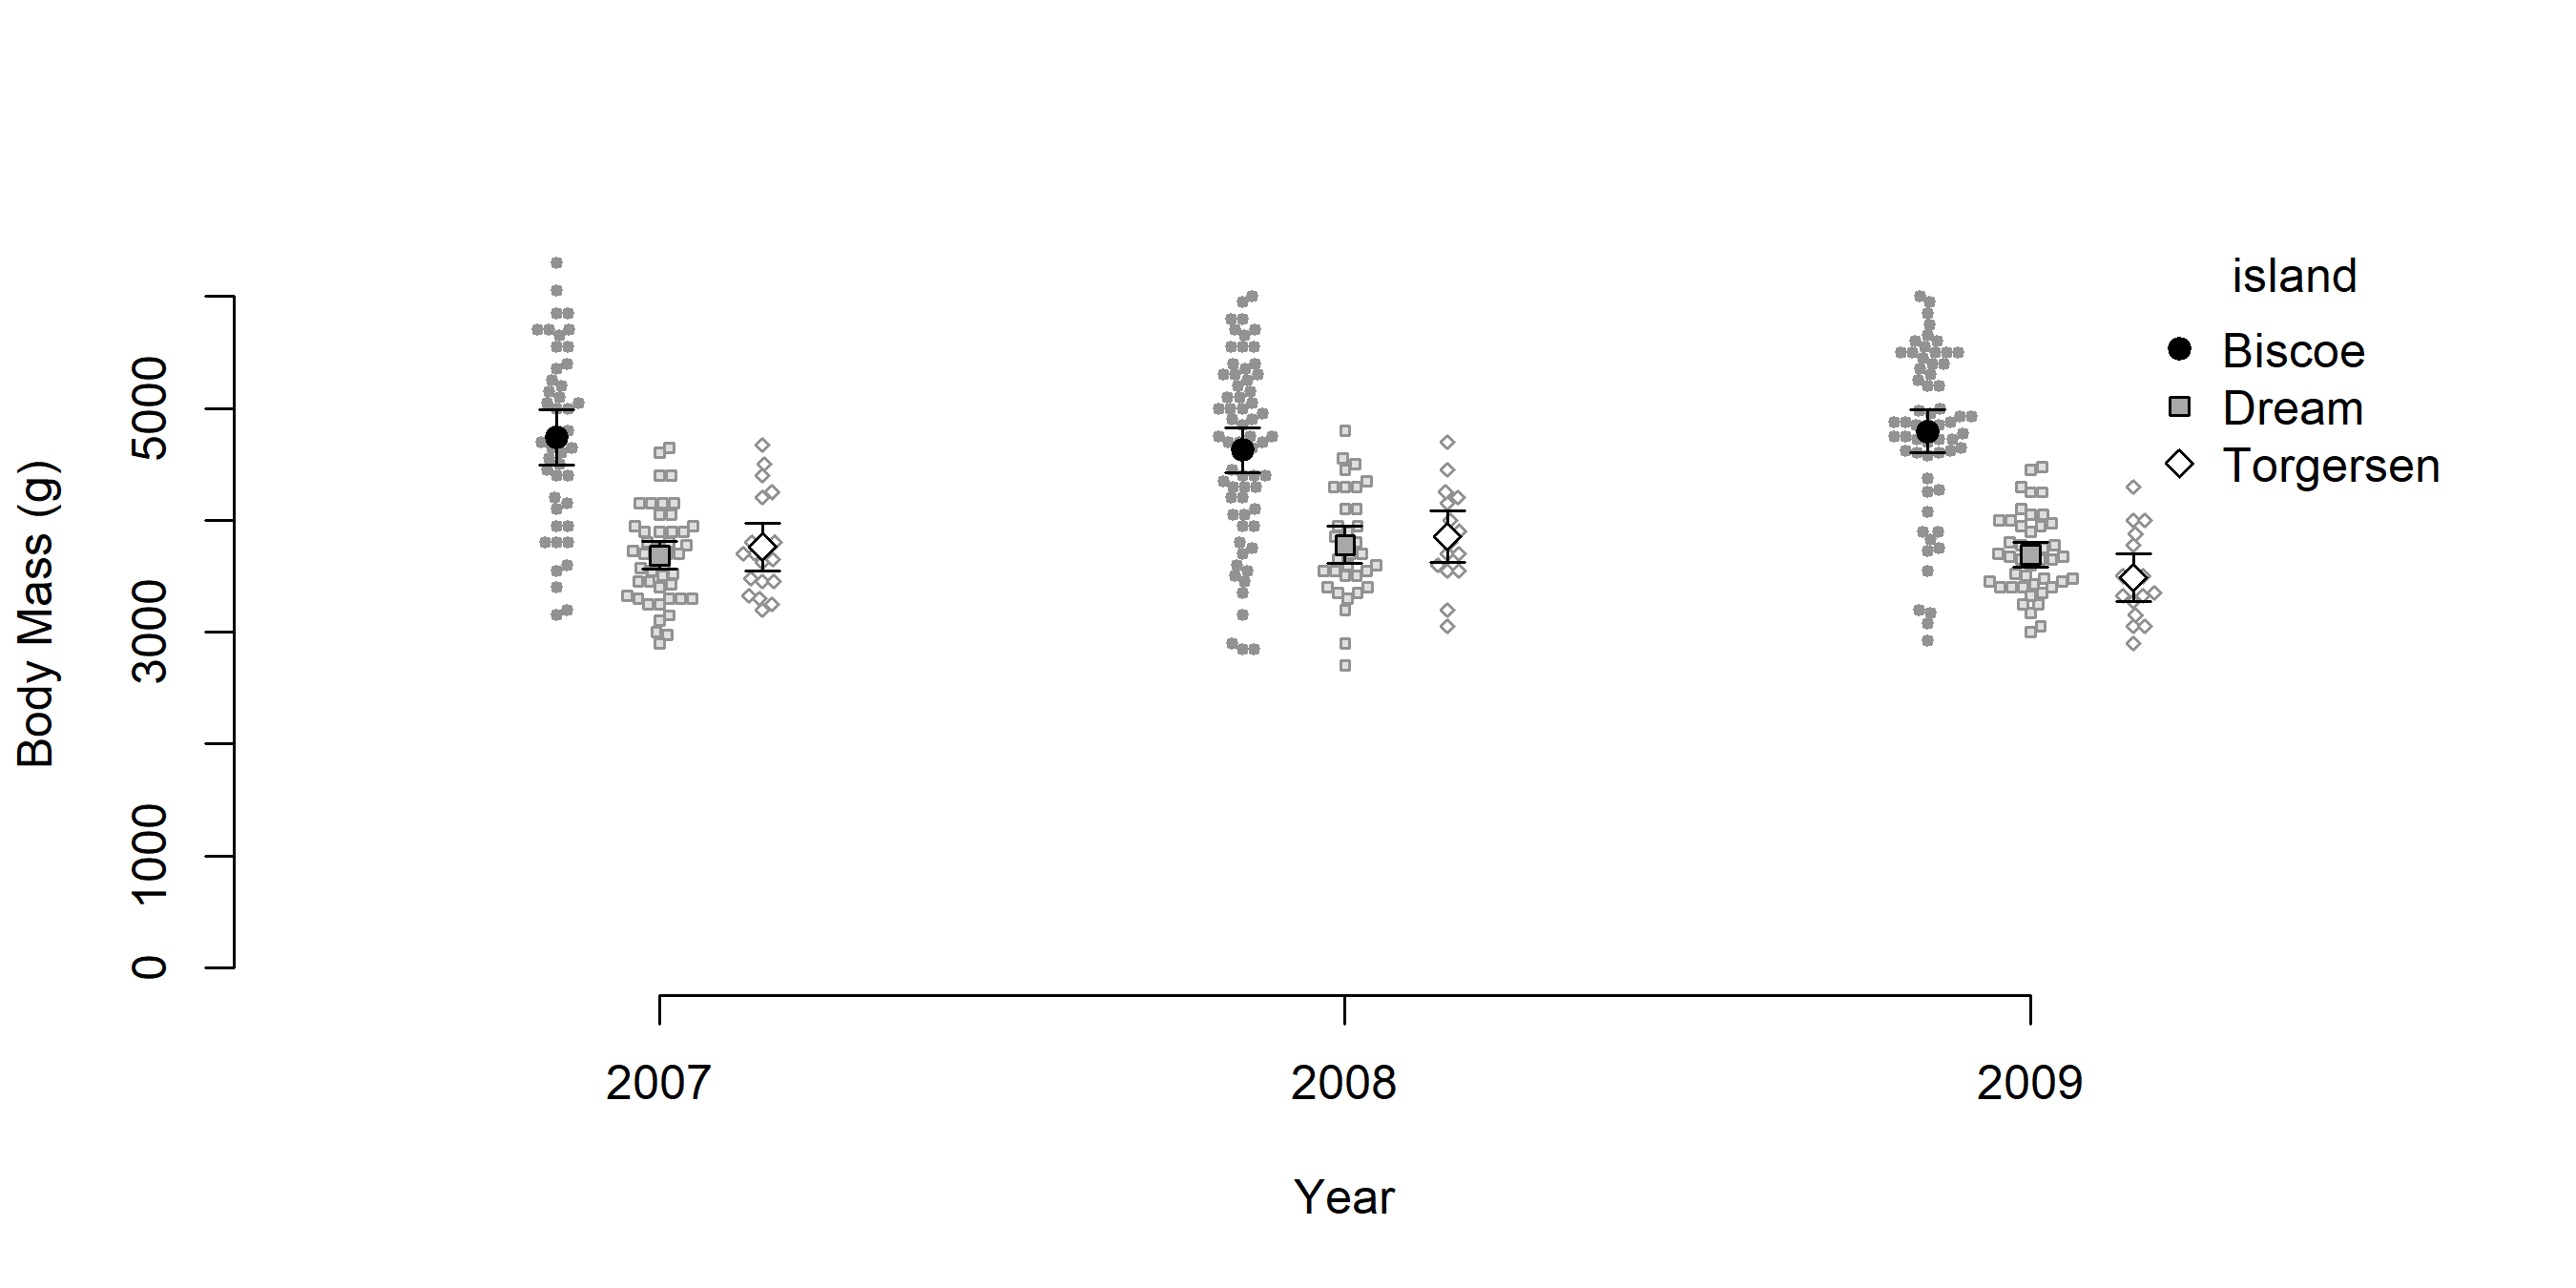 island
Biscoe
Dream
Torgersen
Body Mass (g)
5000
3000
1000
0
2007
2008
2009
Year